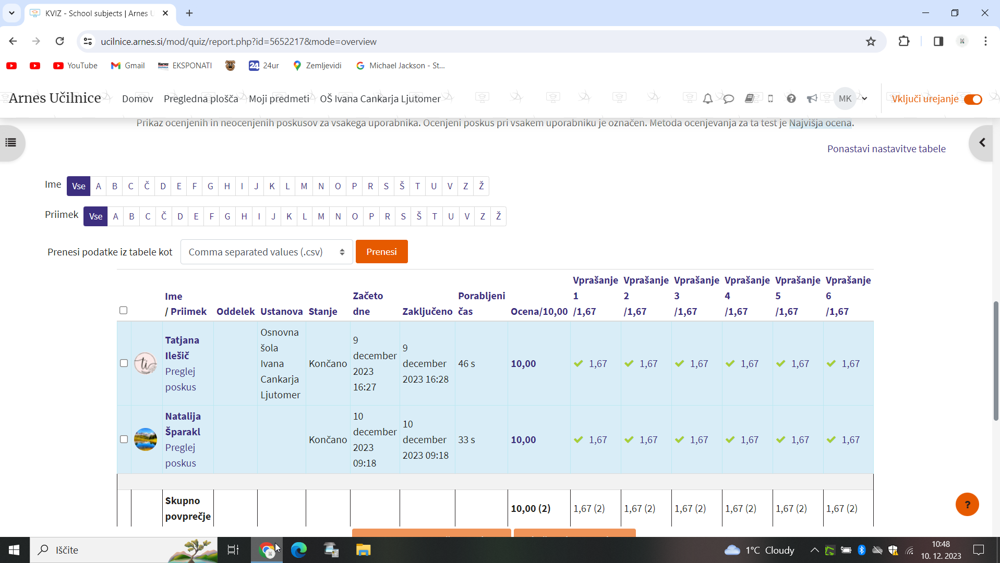 KVIZ - School subjects | Arnes
ucilnice.arnes.si/mod/quiz/report.php?id=5652217&mode=overview
YouTube Gmail EKSPONATI 24 24ur Zemljevidi Michael Jackson - St...
Arnes Učilnice Domov Pregledna plošča Moji predmeti OŠ Ivana Cankarja Ljutomer MK Vključi urejanje
Prikaz ocenjenih in neocenjenih poskusov za vsakega uporabnika. Ocenjeni poskus pri vsakem uporabniku je označen. Metoda ocenjevanja za ta test je Najvišja ocena.
Ponastavi nastavitve tabele
Ime Vse A B C Č D E F G H I J K L M N O P R S Š T U V Z Ž
Priimek Vse A B C Č D E F G H I J K L M N O P R S Š T U V Z Ž
Prenesi podatke iz tabele kot Comma separated values (.csv) Prenesi
Ime
/ Priimek
Oddelek
Ustanova
Stanje
Začeto
dne
Zaključeno
Porabljeni
čas
Ocena/10,00
Vprašanje
1
/1,67
Vprašanje
2
/1,67
Vprašanje
3
/1,67
Vprašanje
4
/1,67
Vprašanje
5
/1,67
Vprašanje
6
/1,67
ti
Tatjana
Ilešič
Preglej
poskus
Osnovna
šola
Ivana
Cankarja
Ljutomer
Končano
9
december
2023
16:27
9
december
2023 16:28
46 s
10,00
1,67 1,67 1,67 1,67 1,67 1,67
Natalija
Šparakl
Preglej
poskus
Končano
10
december
2023
09:18
10
december
2023 09:18
33 s
10,00
1,67 1,67 1,67 1,67 1,67 1,67
Skupno
povprečje
10,00 (2) 1,67 (2) 1,67 (2) 1,67 (2) 1,67 (2) 1,67 (2) 1,67 (2)
?
Iščite
1°C Cloudy
10:48
10. 12. 2023